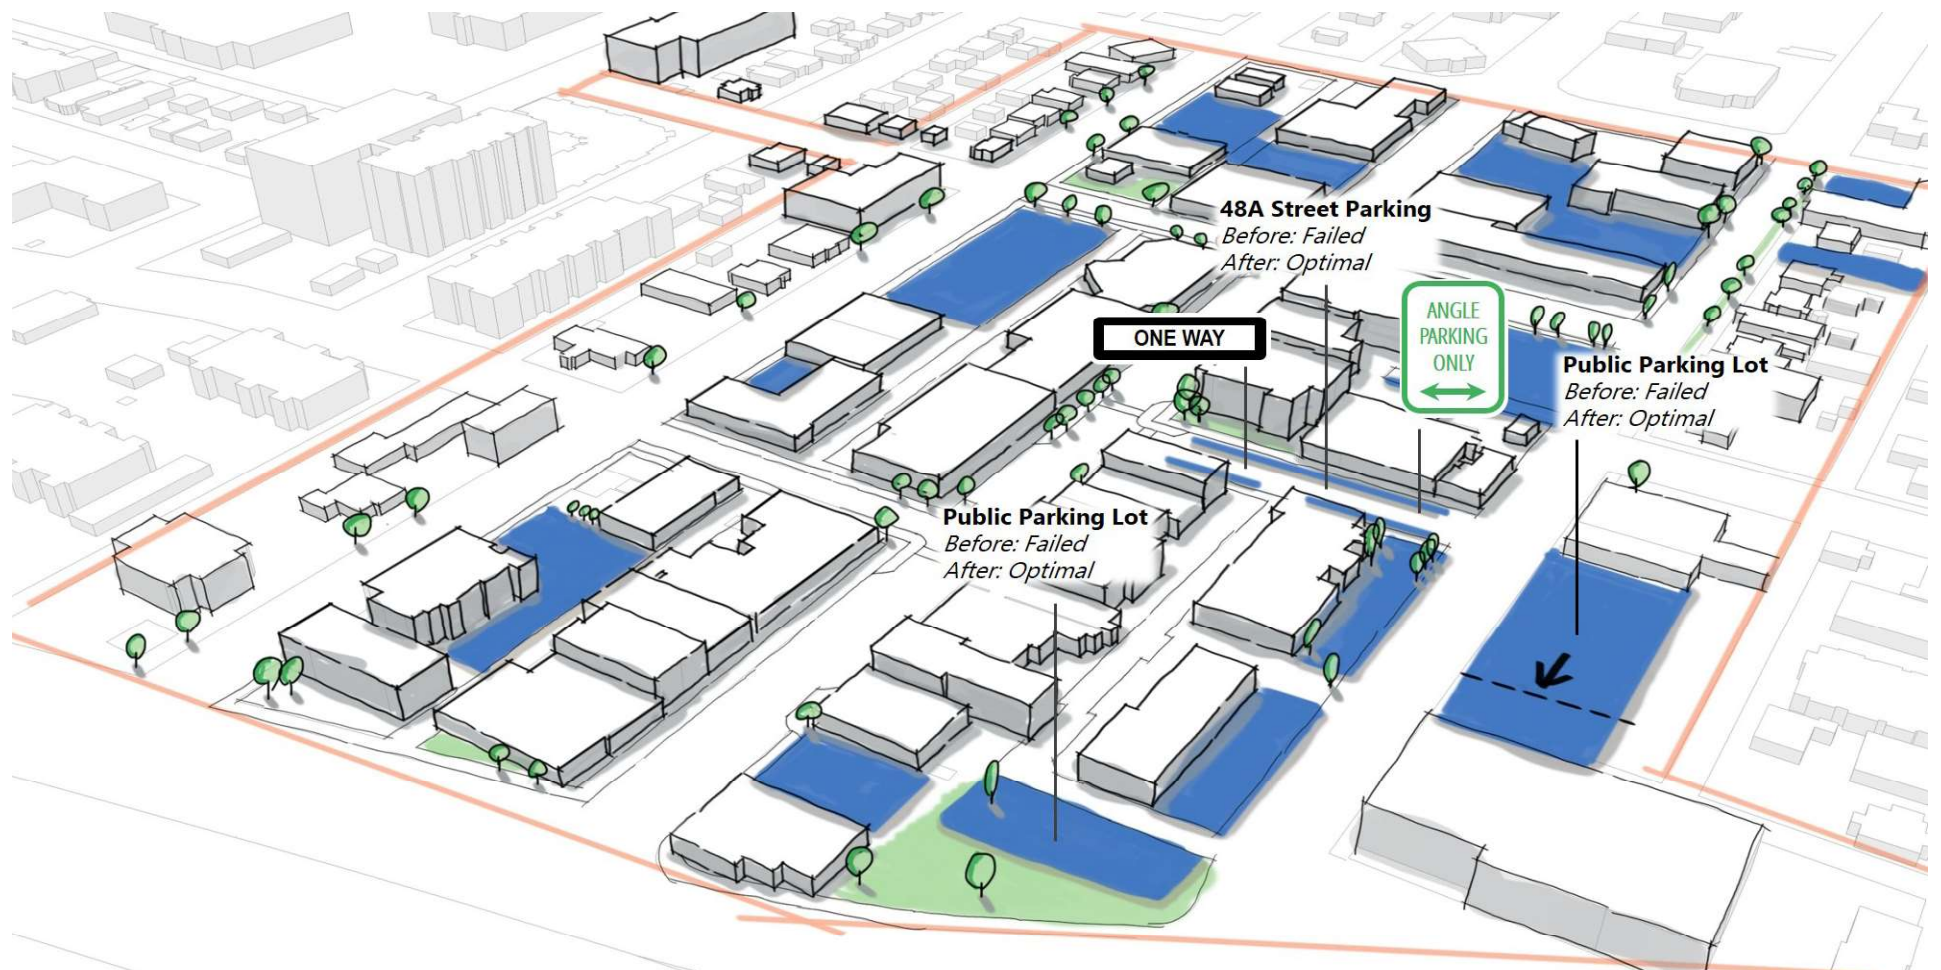 48A Street Parking
Before: Failed
After: Optimal
ONE WAY
ANGLE
PARKING
ONLY
Public Parking Lot
Before: Failed
After: Optimal
Public Parking Lot
Before: Failed
After: Optimal